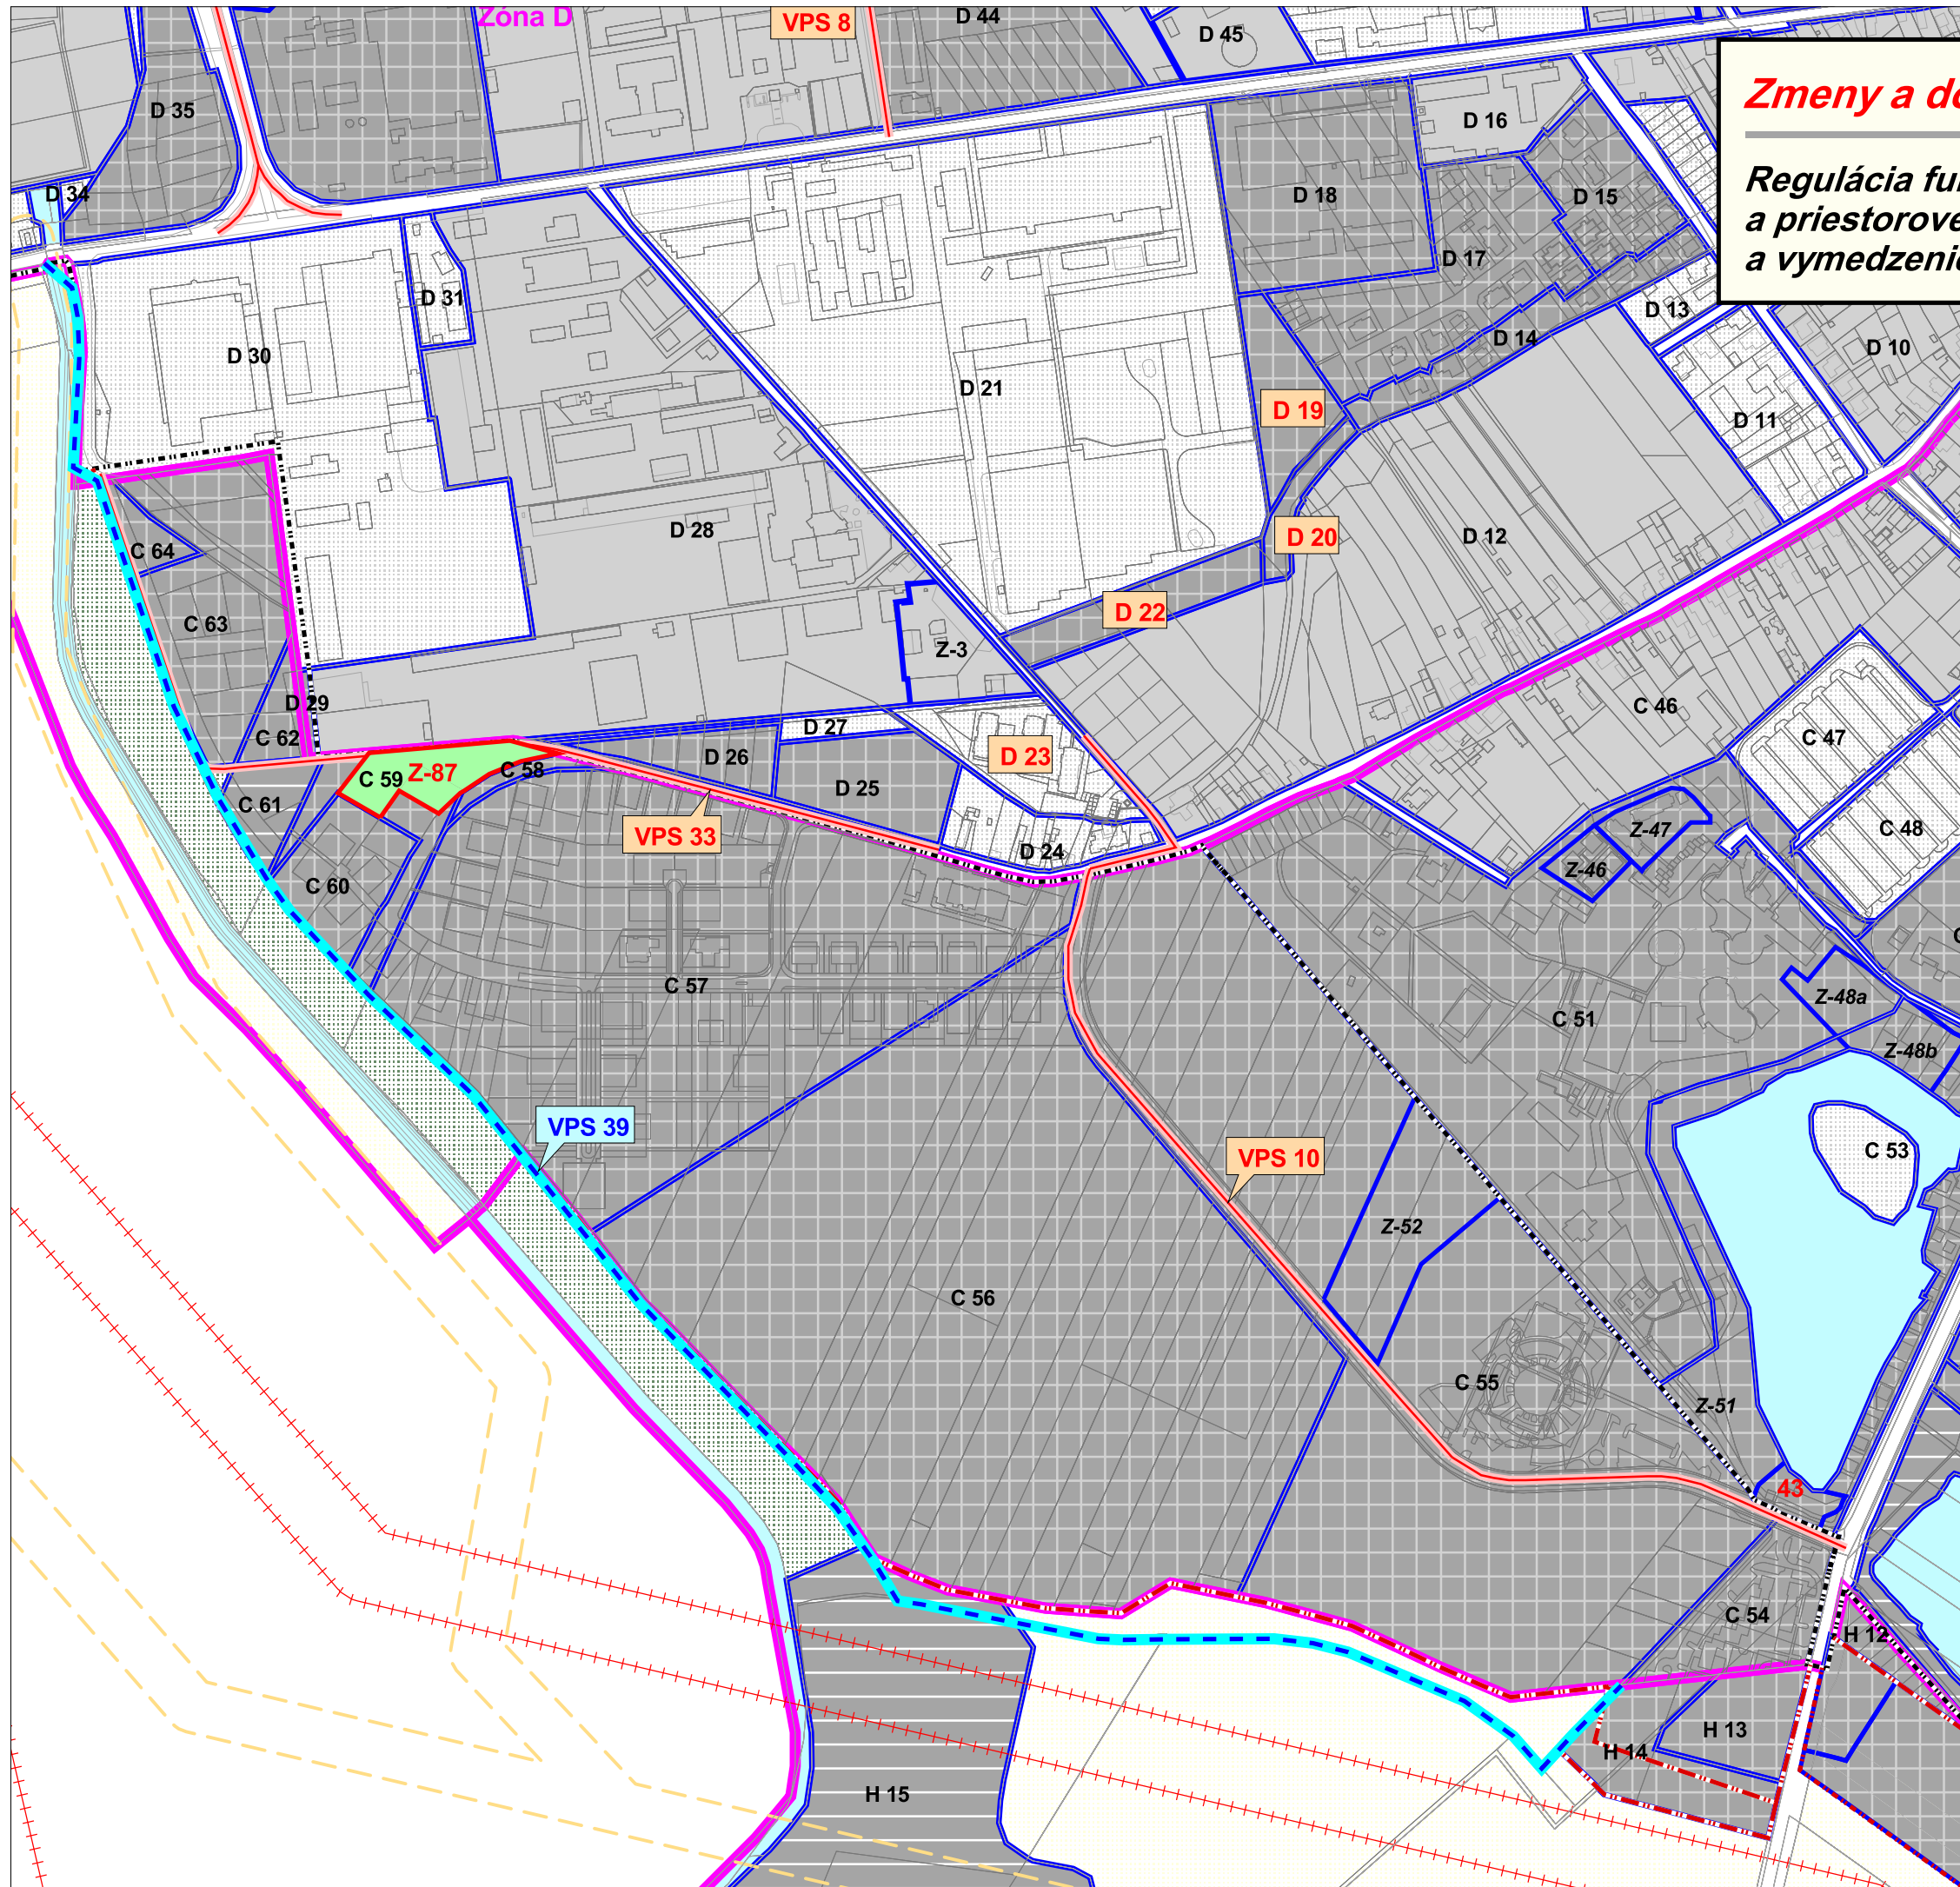 Zóna D
VPS 8
D 44
D 45
D 35
D 34
D 16
D 18
D 15
D 17
D 31
D 30
D 21
D 14
D 13
D 10
D 19
D 11
D 28
D 20
D 12
C 64
C 63
D 22
Z-3
D 29
C 62
D 27
D 26
D 23
D 25
C 46
C 47
C 59
Z-87
C 58
C 61
VPS 33
D 24
C 48
Z-47
Z-46
C 60
C 57
Z-48a
C 51
Z-48b
VPS 39
VPS 10
C 53
Z-52
C 56
C 55
Z-51
43
C 54
H 12
H 13
H 14
H 15
Zmeny a do
Regulácia fu
a priestorové
a vymedzeni